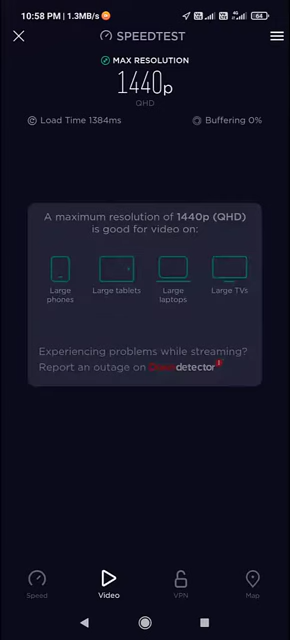 10:58 PM | 1.3MB/s
4G
64
SPEEDTEST
MAX RESOLUTION
1440p
QHD
Load Time 1384ms
Buffering 0%
A maximum resolution of 1440p (QHD)
is good for video on:
Large phones
Large tablets
Large laptops
Large TVs
Experiencing problems while streaming?
Report an outage on Downdetector
Speed
Video
VPN
Map